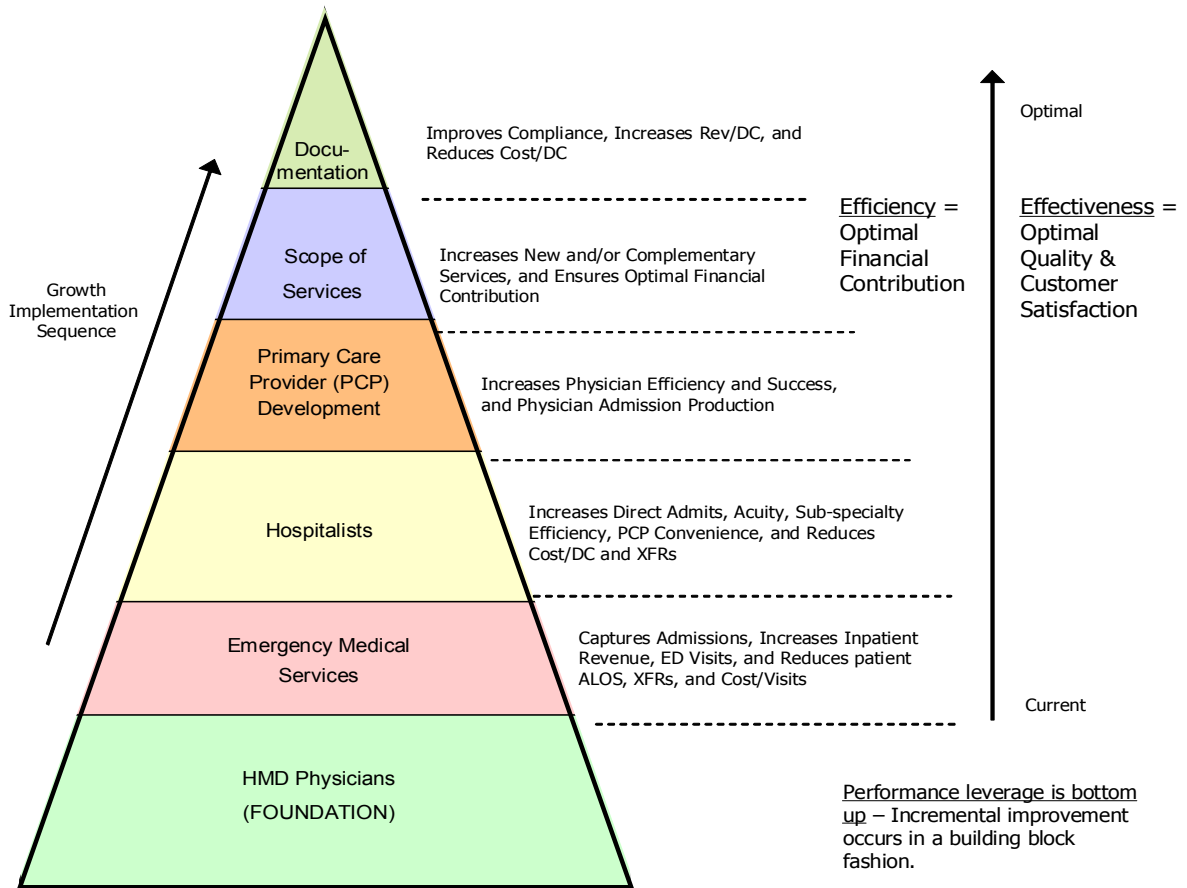 Docu-
mentation
Improves Compliance, Increases Rev/DC, and
Reduces Cost/DC
Optimal
Efficiency =
Optimal
Financial
Contribution
Effectiveness =
Optimal
Quality &
Customer
Satisfaction
Scope of
Services
Increases New and/or Complementary
Services, and Ensures Optimal Financial
Contribution
Growth
Implementation
Sequence
Primary Care
Provider (PCP)
Development
Increases Physician Efficiency and Success,
and Physician Admission Production
Hospitalists
Increases Direct Admits, Acuity, Sub-specialty
Efficiency, PCP Convenience, and Reduces
Cost/DC and XFRs
Emergency Medical
Services
Captures Admissions, Increases Inpatient
Revenue, ED Visits, and Reduces patient
ALOS, XFRs, and Cost/Visits
Current
HMD Physicians
(FOUNDATION)
Performance leverage is bottom
up – Incremental improvement
occurs in a building block
fashion.